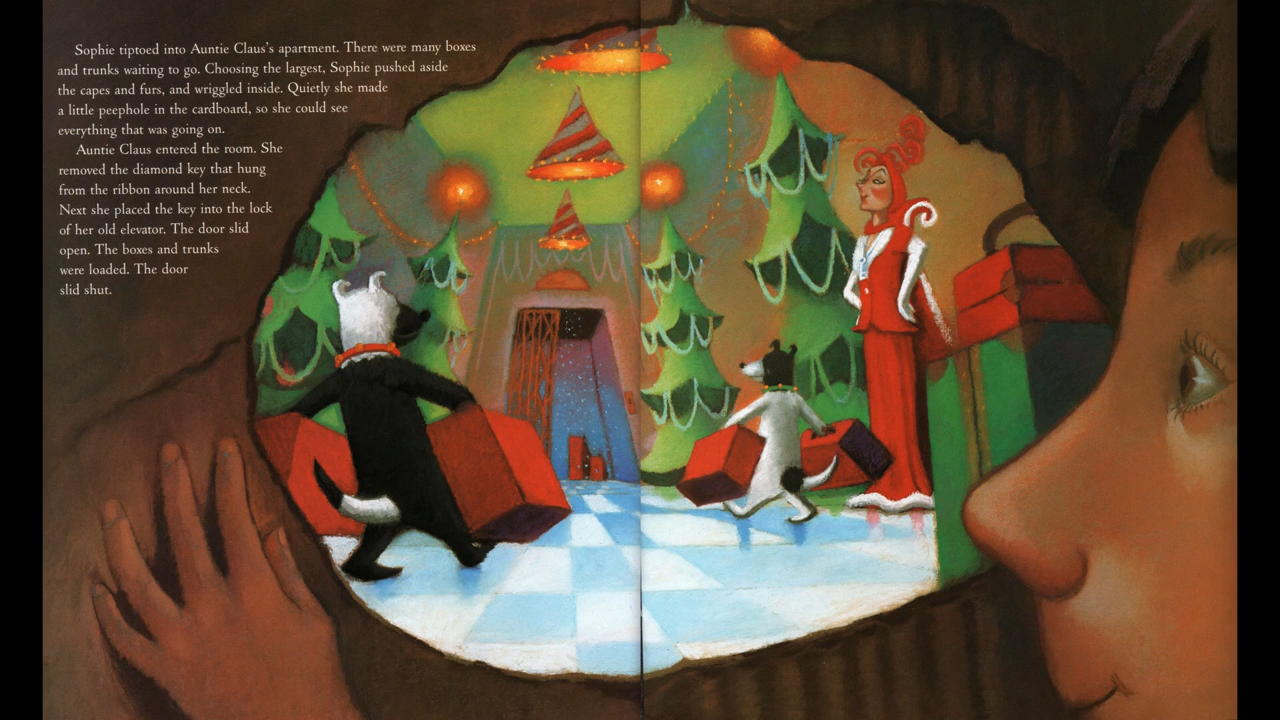 Sophie tiptoed into Auntie Claus's apartment. There were many boxes
and trunks waiting to go. Choosing the largest, Sophie pushed aside
the capes and furs, and wriggled inside. Quietly she made
a little peephole in the cardboard, so she could see
everything that was going on.
Auntie Claus entered the room. She
removed the diamond key that hung
from the ribbon around her neck.
Next she placed the key into the lock
of her old elevator. The door slid
open. The boxes and trunks
were loaded. The door
slid shut.